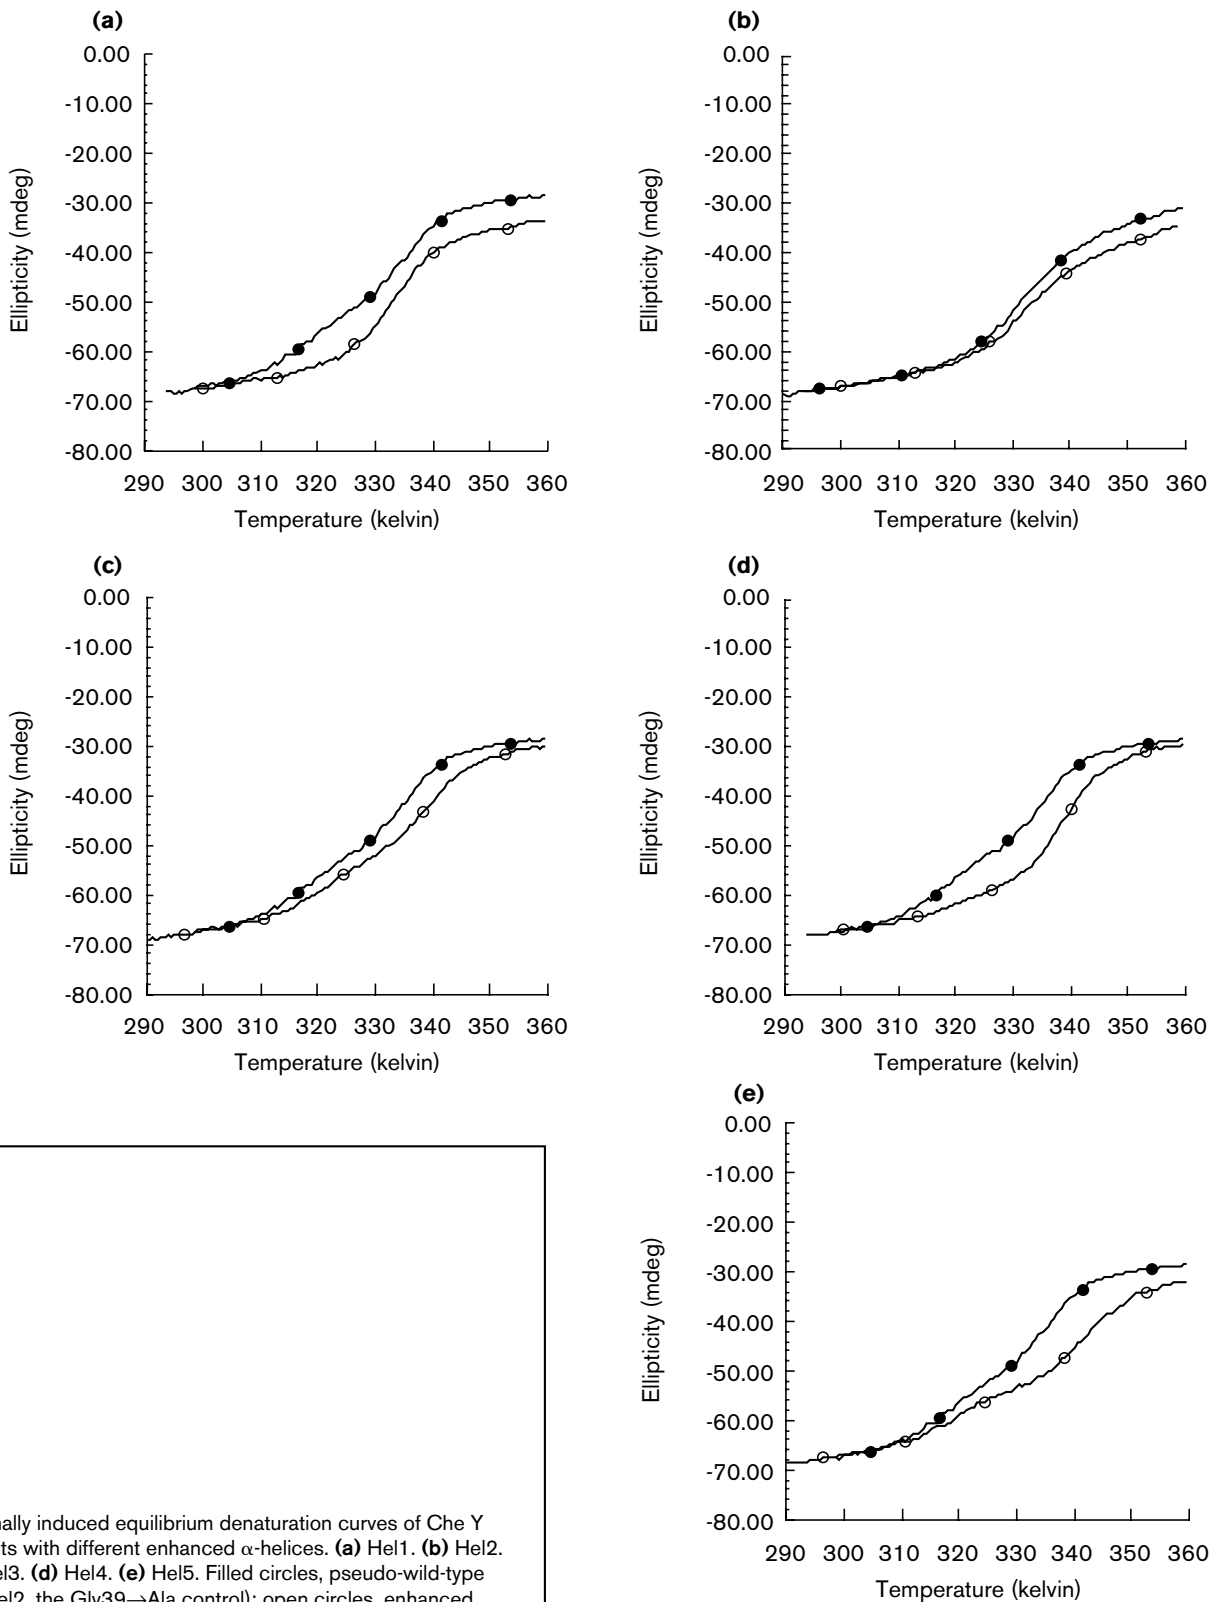 (a)
0.00
-10.00
-20.00
-30.00
-40.00
-50.00
-60.00
-70.00
-80.00
Ellipticity (mdeg)
290 300 310 320 330 340 350 360
Temperature (kelvin)
(b)
0.00
-10.00
-20.00
-30.00
-40.00
-50.00
-60.00
-70.00
-80.00
Ellipticity (mdeg)
290 300 310 320 330 340 350 360
Temperature (kelvin)
(c)
0.00
-10.00
-20.00
-30.00
-40.00
-50.00
-60.00
-70.00
-80.00
Ellipticity (mdeg)
290 300 310 320 330 340 350 360
Temperature (kelvin)
(d)
0.00
-10.00
-20.00
-30.00
-40.00
-50.00
-60.00
-70.00
-80.00
Ellipticity (mdeg)
290 300 310 320 330 340 350 360
Temperature (kelvin)
(e)
0.00
-10.00
-20.00
-30.00
-40.00
-50.00
-60.00
-70.00
-80.00
Ellipticity (mdeg)
290 300 310 320 330 340 350 360
Temperature (kelvin)
induced equilibrium denaturation curves of Che Y
with different enhanced α-helices. (a) Hel1. (b) Hel2.
(d) Hel4. (e) Hel5. Filled circles, pseudo-wild-type
the Gly39→Ala control); open circles, enhanced